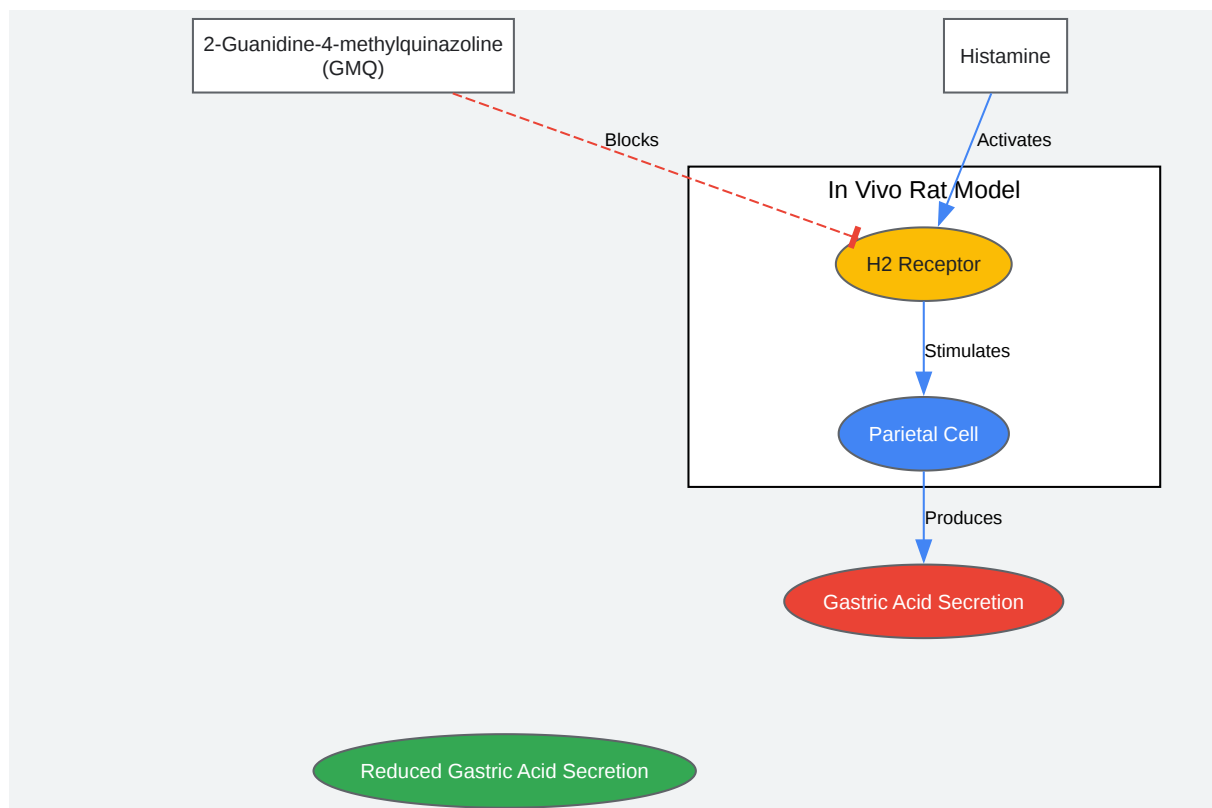 2-Guanidine-4-methylquinazoline
(GMQ)
Histamine
Blocks
Activates
In Vivo Rat Model
H2 Receptor
Stimulates
Parietal Cell
Produces
Gastric Acid Secretion
Reduced Gastric Acid Secretion